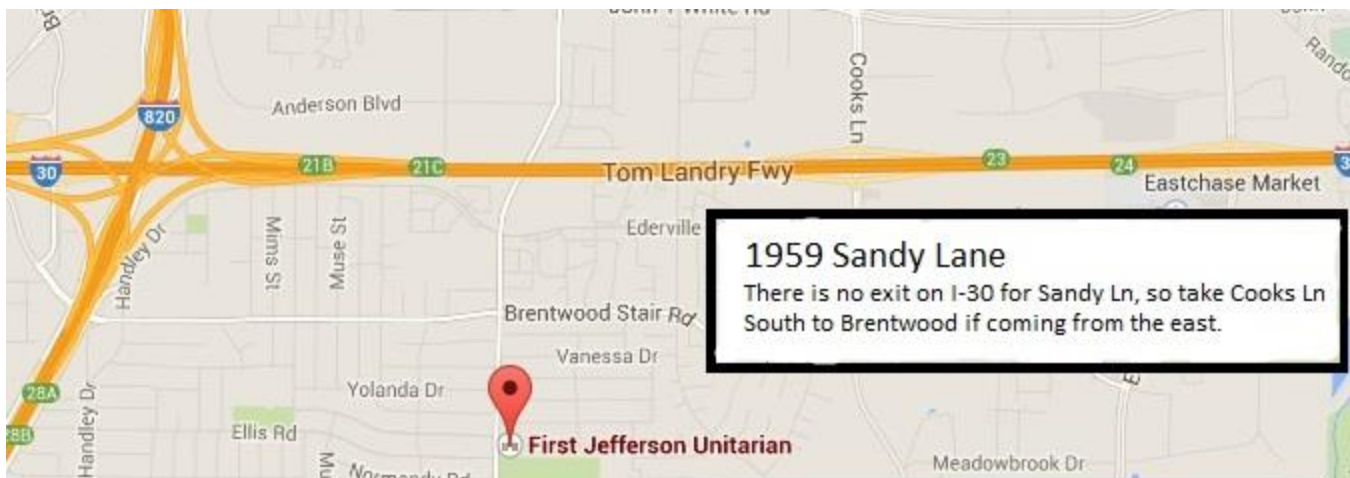 Anderson Blvd
Cooks Ln
820
30
21B
21C
Tom Landry Fwy
23
24
Eastchase Market
Handley Dr
Mims St
Muse St
Ederville
1959 Sandy Lane
There is no exit on I-30 for Sandy Ln, so take Cooks Ln
South to Brentwood if coming from the east.
Brentwood Stair Rd
Vanessa Dr
Yolanda Dr
28A
Handley Dr
Ellis Rd
First Jefferson Unitarian
Meadowbrook Dr